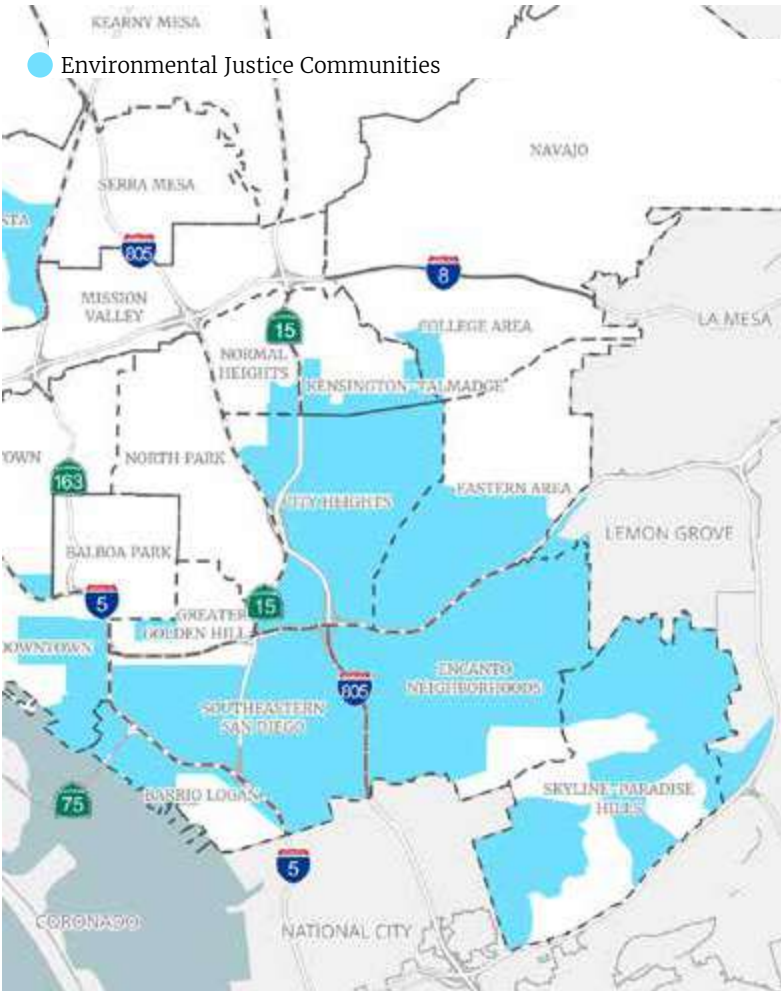 KEARNY MESA
Environmental Justice Communities
NAVAJO
SERRA MESA
STA
805
8
MISSION
VALLEY
15
LA MESA
COLLEGE AREA
NORMAL
HEIGHTS
KENSINGTON-TALMADGE
OWN
NORTH PARK
163
EASTERN AREA
CITY HEIGHTS
LEMON GROVE
BALBOA PARK
5
15
GREATER
GOLDEN HILL
DOWNTOWN
ENCANTO
NEIGHBORHOODS
805
SOUTHEASTERN
SAN DIEGO
75
BARRIO LOGAN
SKYLINE-PARADISE
HILLS
5
CORONADO
NATIONAL CITY